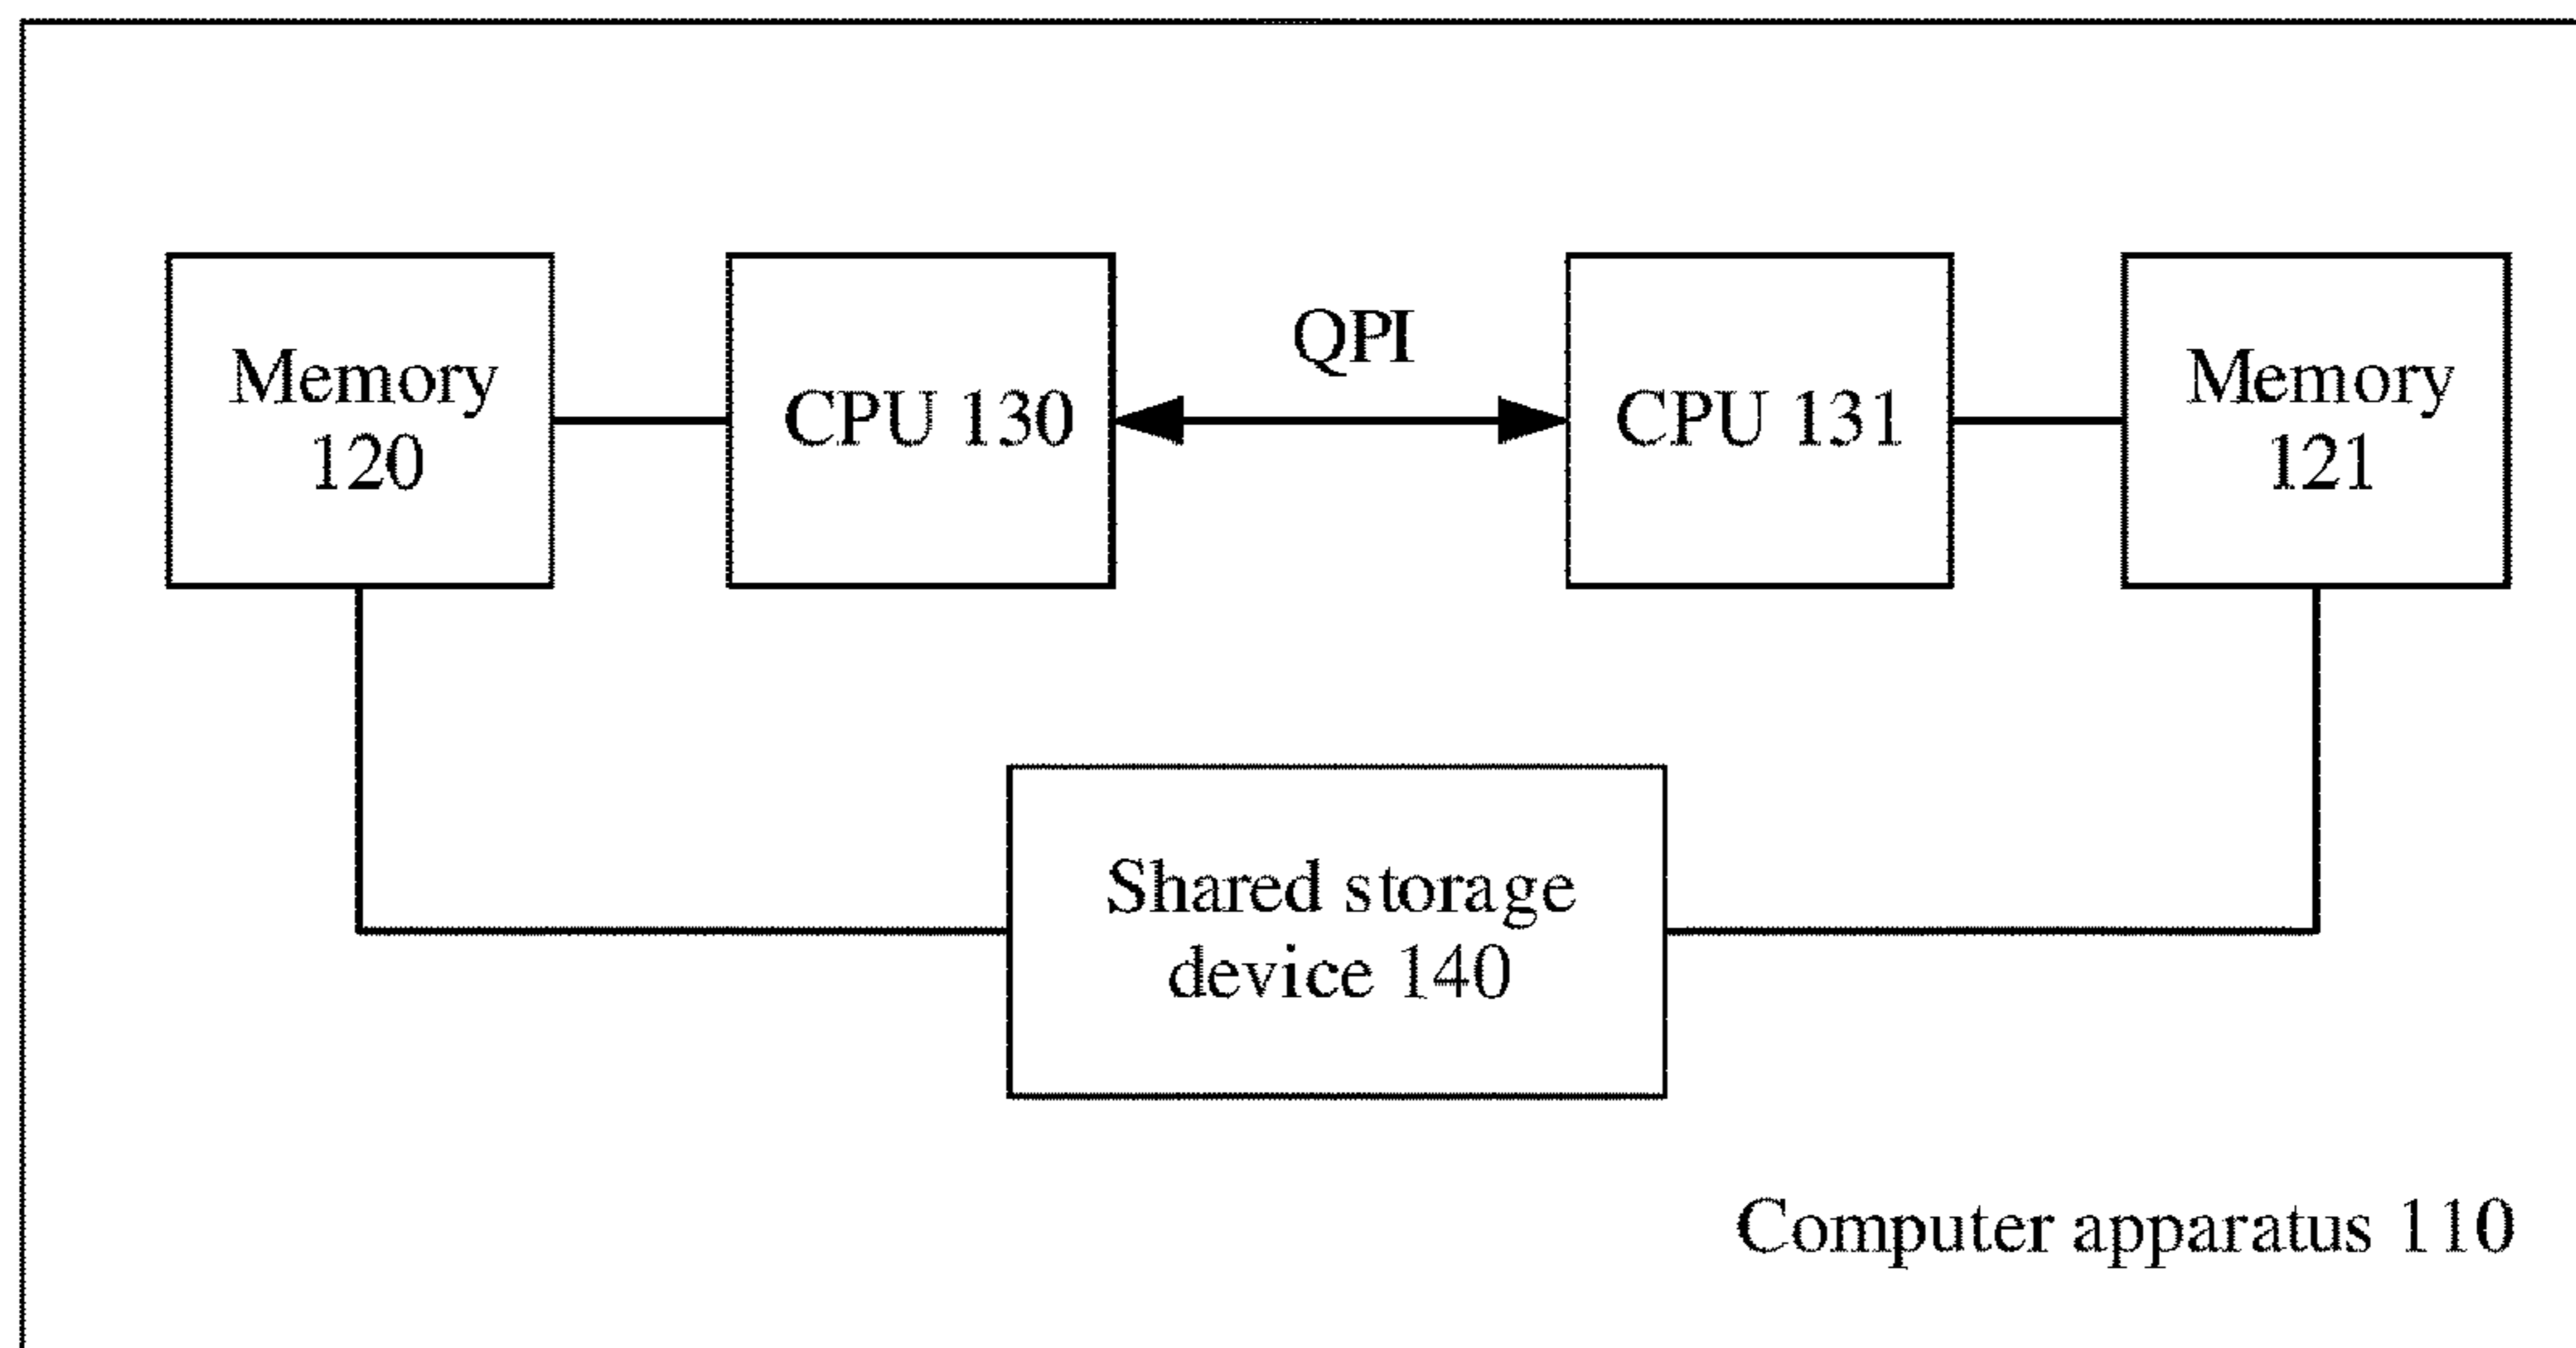 Memory
120
CPU 130
QPI
CPU 131
Memory
121
Shared storage
device 140
Computer apparatus 110